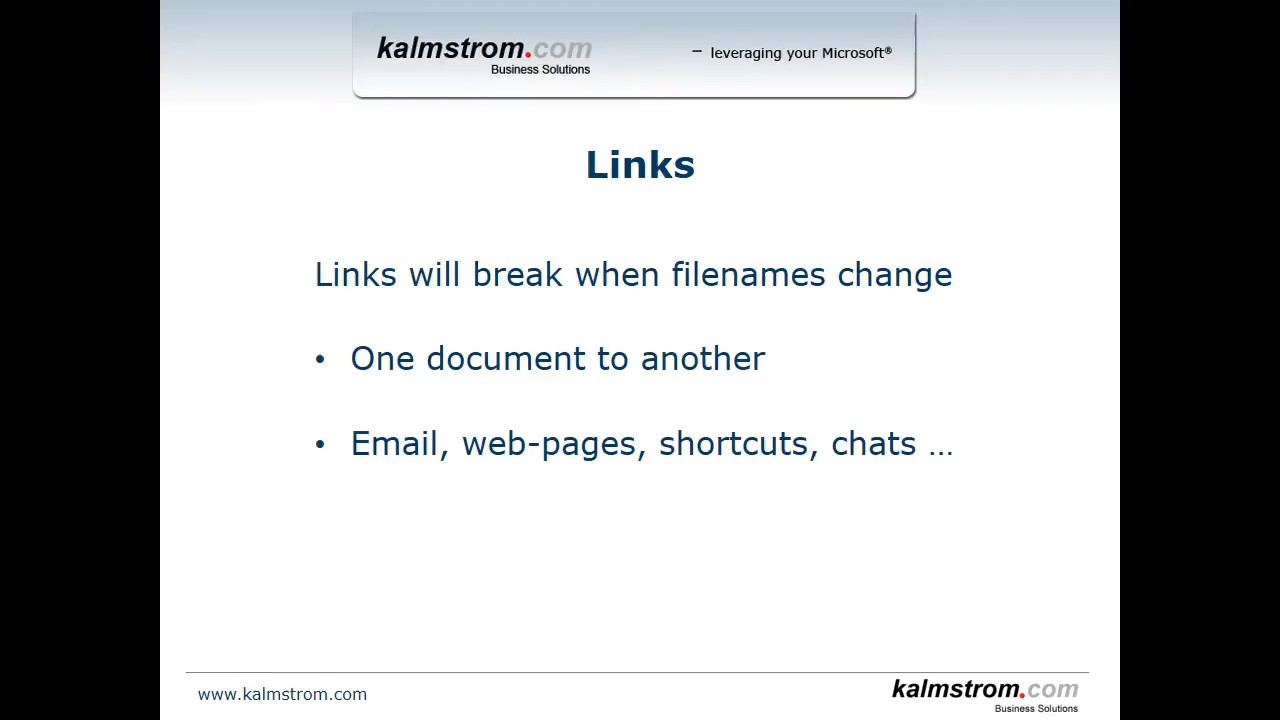 kalmstrom.com
Business Solutions
– leveraging your Microsoft®
Links
Links will break when filenames change
• One document to another
• Email, web-pages, shortcuts, chats …
www.kalmstrom.com
kalmstrom.com
Business Solutions